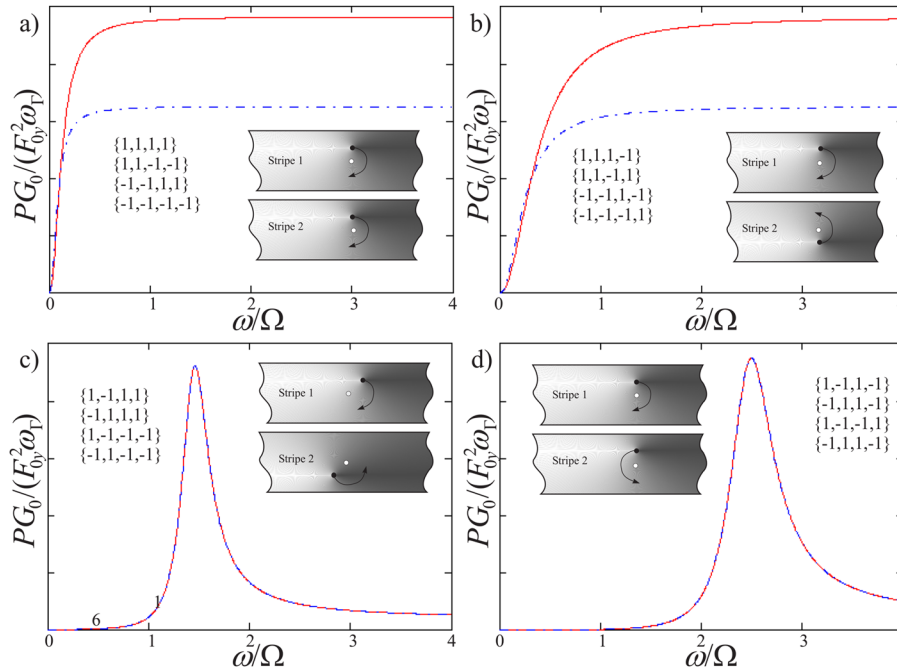 a)
PG₀/(F²₀yω_Γ)
{1,1,1,1}
{1,1,-1,-1}
{-1,-1,1,1}
{-1,-1,-1,-1}
Stripe 1
Stripe 2
0 1 2 3 4
ω/Ω
b)
PG₀/(F²₀yω_Γ)
{1,1,1,-1}
{1,1,-1,1}
{-1,-1,1,-1}
{-1,-1,-1,1}
Stripe 1
Stripe 2
0 1 2 3
ω/Ω
c)
PG₀/(F²₀yω_Γ)
{1,-1,1,1}
{-1,1,1,1}
{1,-1,-1,-1}
{-1,1,-1,-1}
Stripe 1
Stripe 2
6
1
0 1 2 3 4
ω/Ω
d)
PG₀/(F²₀yω_Γ)
Stripe 1
Stripe 2
{1,-1,1,-1}
{-1,1,1,-1}
{1,-1,-1,1}
{-1,1,1,-1}
0 1 2 3
ω/Ω